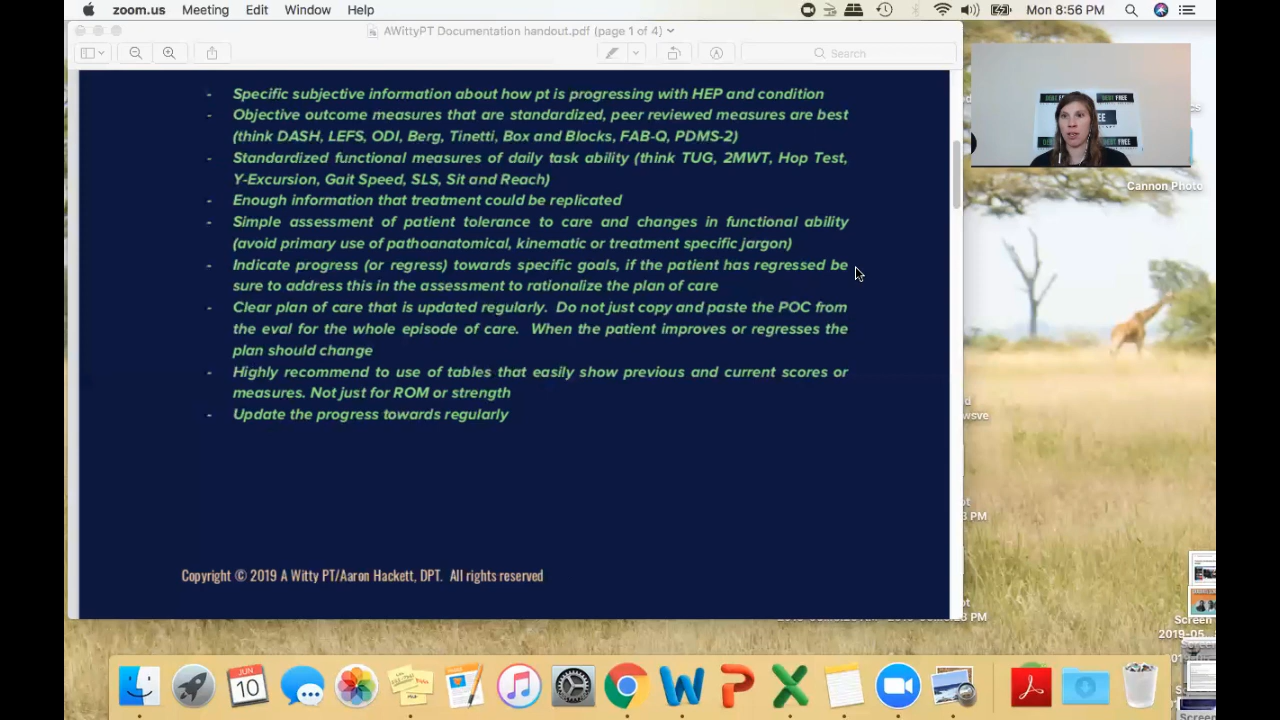 zoom.us Meeting Edit Window Help
Mon 8:56 PM
AWittyPT Documentation handout.pdf (page 1 of 4)
Search
- Specific subjective information about how pt is progressing with HEP and condition
- Objective outcome measures that are standardized, peer reviewed measures are best
(think DASH, LEFS, ODI, Berg, Tinetti, Box and Blocks, FAB-Q, PDMS-2)
- Standardized functional measures of daily task ability (think TUG, 2MWT, Hop Test,
Y-Excursion, Gait Speed, SLS, Sit and Reach)
- Enough information that treatment could be replicated
- Simple assessment of patient tolerance to care and changes in functional ability
(avoid primary use of pathoanatomical, kinematic or treatment specific jargon)
- Indicate progress (or regress) towards specific goals, if the patient has regressed be
sure to address this in the assessment to rationalize the plan of care
- Clear plan of care that is updated regularly. Do not just copy and paste the POC from
the eval for the whole episode of care. When the patient improves or regresses the
plan should change
- Highly recommend to use of tables that easily show previous and current scores or
measures. Not just for ROM or strength
- Update the progress towards regularly
Copyright © 2019 A Witty PT/Aaron Hackett, DPT. All rights reserved
FREE
FREE
Cannon Photo
PM
PM
Screen
2019-05
JUN
10